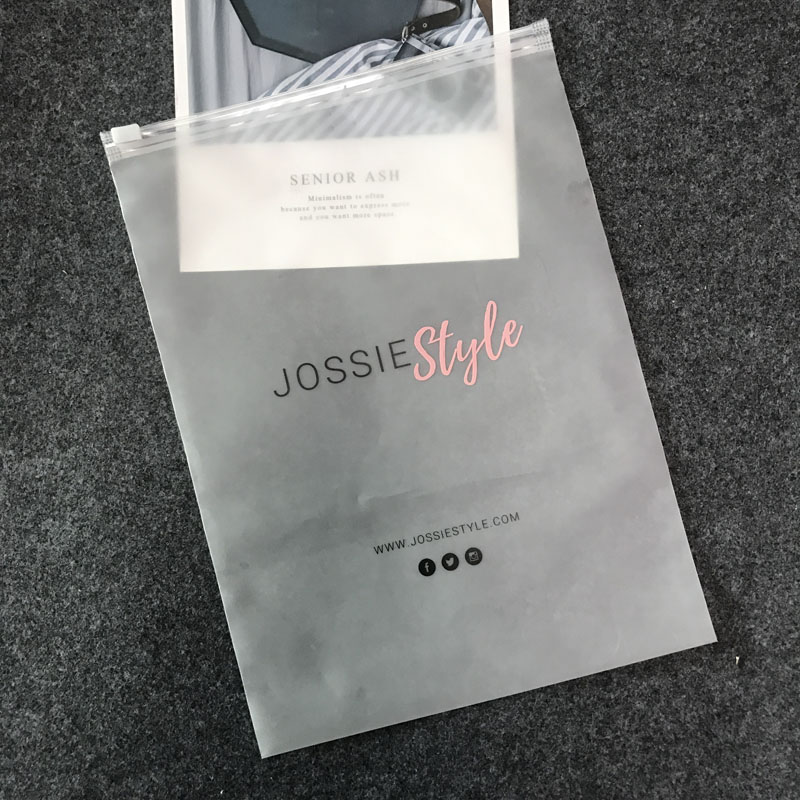 SENIOR ASH
Minimalism is often
because you want to express more
and you want more space.
JOSSIE Style
WWW.JOSSIESTYLE.COM